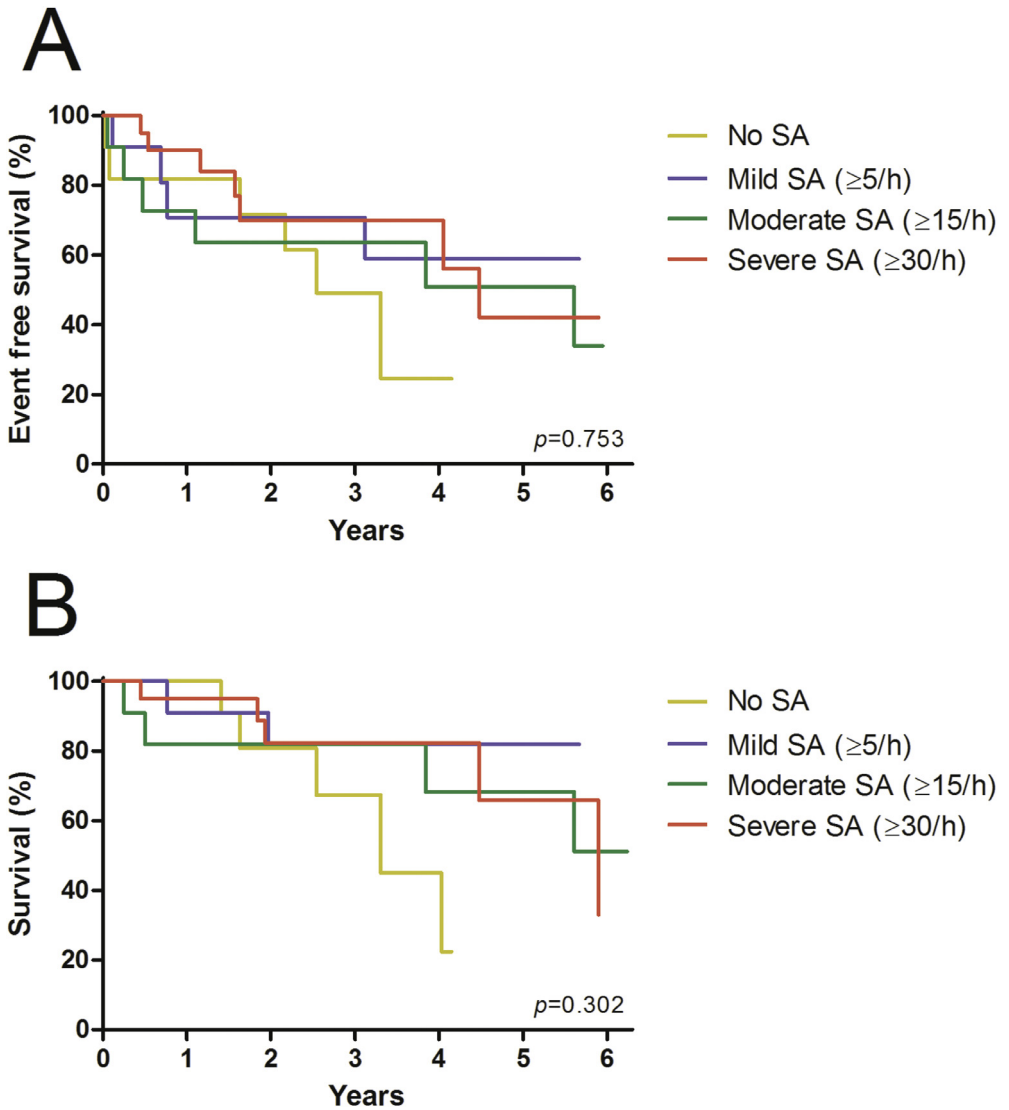 A
Event free survival (%)
100
80
60
40
20
0
0 1 2 3 4 5 6
Years
p=0.753
No SA
Mild SA (≥5/h)
Moderate SA (≥15/h)
Severe SA (≥30/h)
B
Survival (%)
100
80
60
40
20
0
0 1 2 3 4 5 6
Years
p=0.302
No SA
Mild SA (≥5/h)
Moderate SA (≥15/h)
Severe SA (≥30/h)